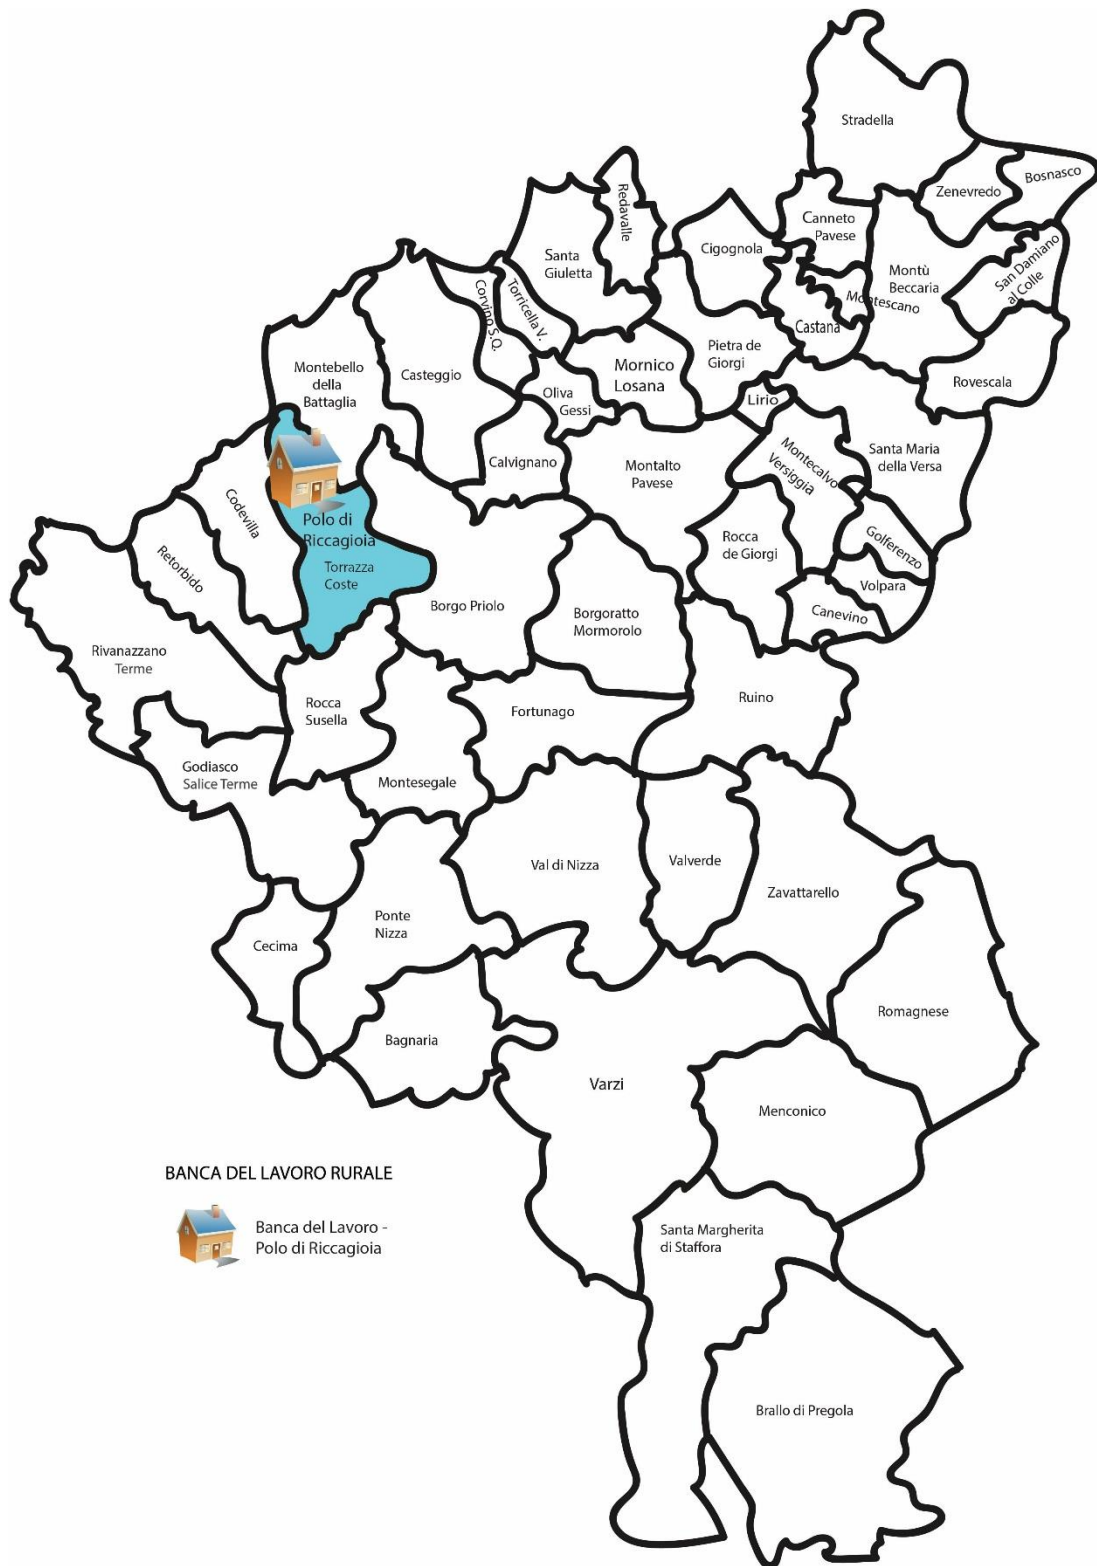 Stradella
Bosnasco
Zenevredo
Redavalle
Canneto
Pavese
Cigognola
Santa
Giuletta
Montù
Beccaria
San Damiano
al Colle
Montescano
Corvino S.Q.
Torricella V.
Castana
Pietra de
Giorgi
Mornico
Losana
Montebello
della
Battaglia
Casteggio
Rovescala
Oliva
Gessi
Lirio
Calvignano
Montalto
Pavese
Montecalvo
Versiggia
Santa Maria
della Versa
Codevilla
Polo di
Riccagioia
Torrazza
Coste
Retorbido
Rocca
de Giorgi
Golferenzo
Volpara
Canevino
Borgo Priolo
Borgoratto
Mormorolo
Rivanazzano
Terme
Rocca
Susella
Fortunago
Ruino
Godiasco
Salice Terme
Montesegale
Val di Nizza
Valverde
Zavattarello
Ponte
Nizza
Cecima
Romagnese
Bagnaria
Varzi
Menconico
BANCA DEL LAVORO RURALE
Banca del Lavoro -
Polo di Riccagioia
Santa Margherita
di Staffora
Brallo di Pregola